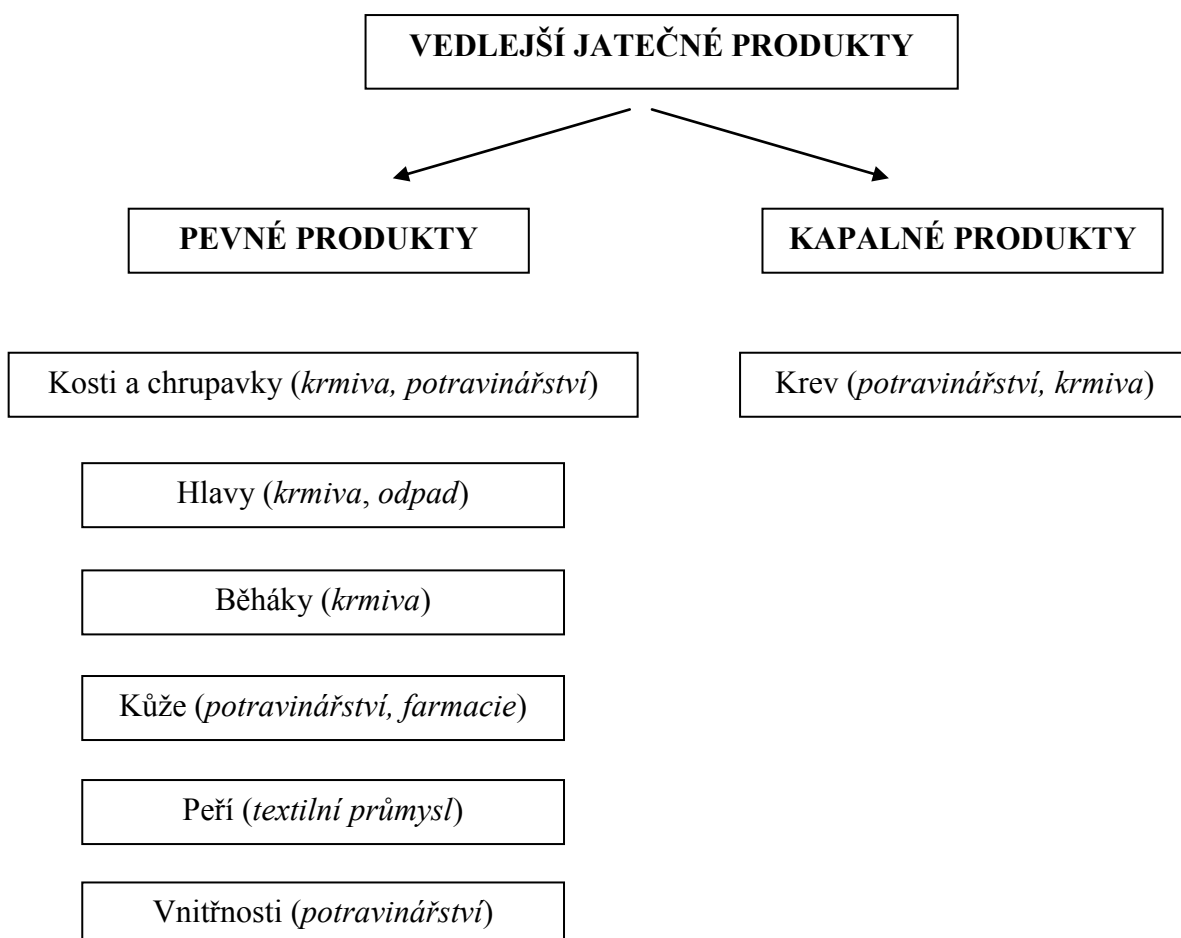 VEDLEJŠÍ JATEČNÉ PRODUKTY
PEVNÉ PRODUKTY
KAPALNÉ PRODUKTY
Kosti a chrupavky (krmiva, potravinářství)
Krev (potravinářství, krmiva)
Hlavy (krmiva, odpad)
Běháky (krmiva)
Kůže (potravinářství, farmacie)
Peří (textilní průmysl)
Vnitřnosti (potravinářství)